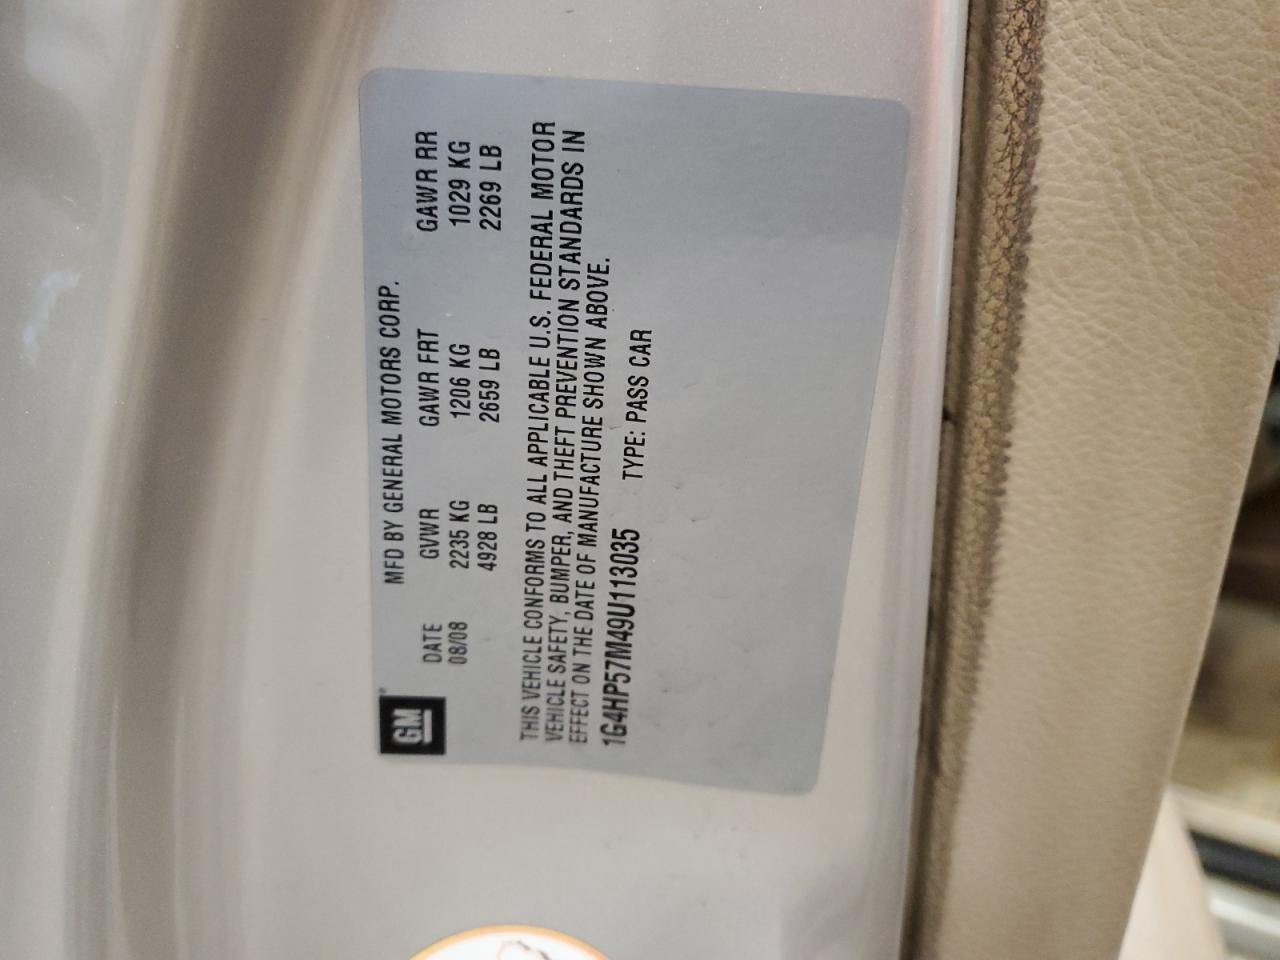 GM
MFD BY GENERAL MOTORS CORP.
DATE GVWR GAWR FRT GAWR RR
08/08 2235 KG 1206 KG 1029 KG
4928 LB 2659 LB 2269 LB
THIS VEHICLE CONFORMS TO ALL APPLICABLE U.S. FEDERAL MOTOR
VEHICLE SAFETY, BUMPER, AND THEFT PREVENTION STANDARDS IN
EFFECT ON THE DATE OF MANUFACTURE SHOWN ABOVE.
1G4HP57M49U113035 TYPE: PASS CAR